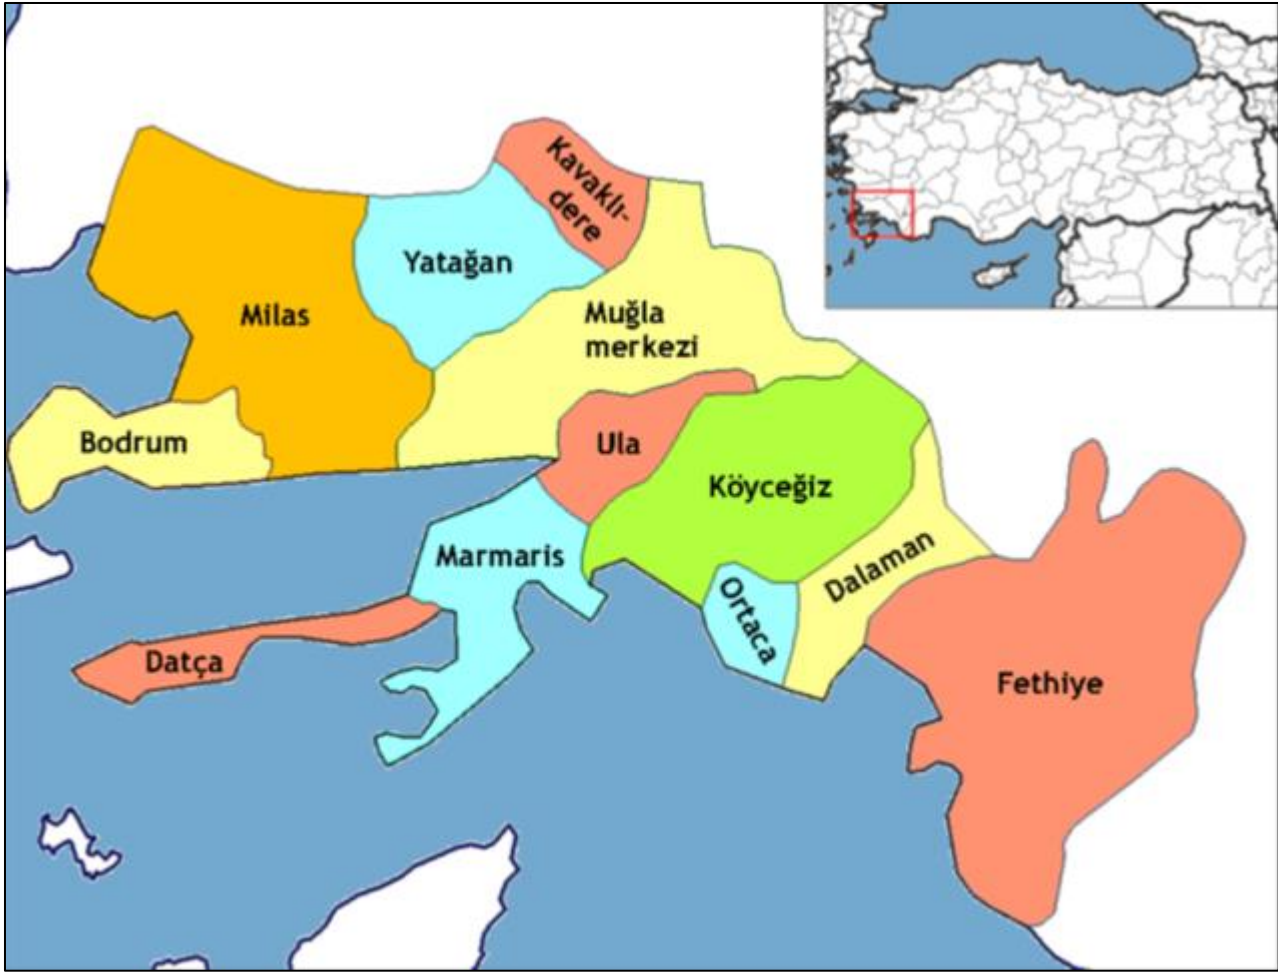 Kavaklı-
dere
Yatağan
Milas
Muğla
merkezi
Bodrum
Ula
Köyceğiz
Marmaris
Dalaman
Ortaca
Datça
Fethiye